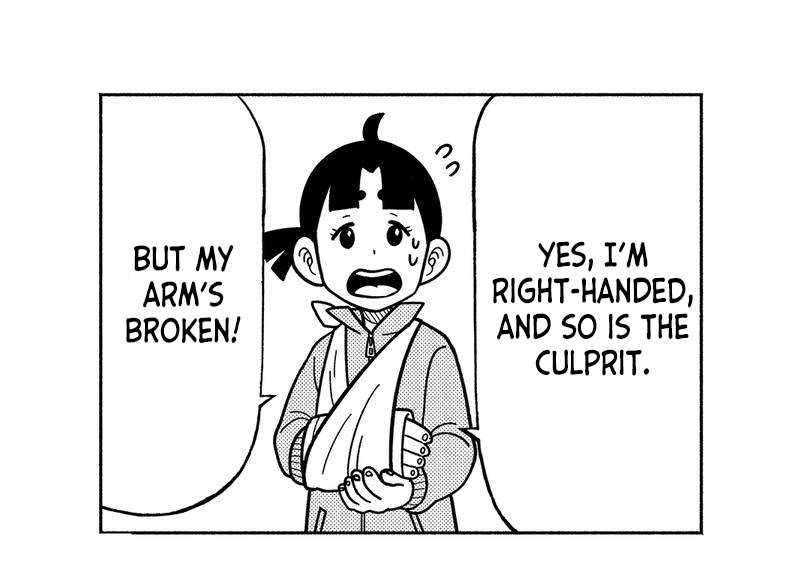 YES, I'M
RIGHT-HANDED,
AND SO IS THE
CULPRIT.
BUT MY
ARM'S
BROKEN!